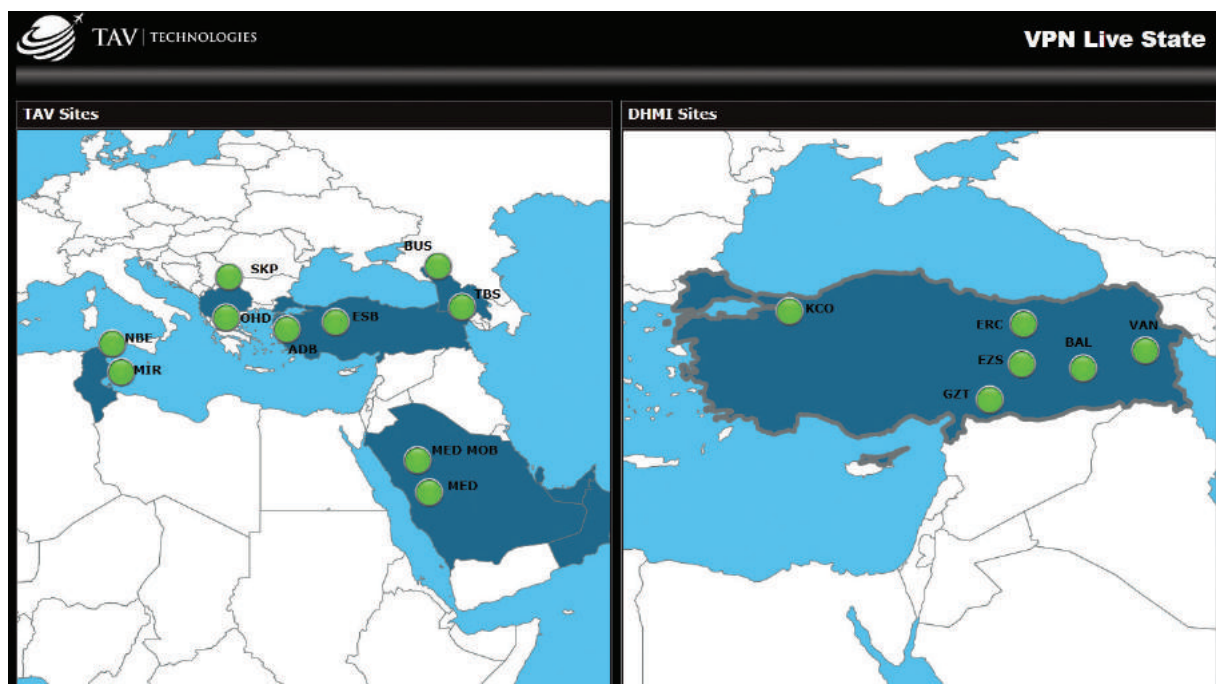 TAV | TECHNOLOGIES
VPN Live State
TAV Sites
BUS
SKP
TBS
OHD
ESB
ADB
NBE
MİR
MED MOB
MED
DHMI Sites
KCO
ERC
VAN
BAL
EZS
GZT